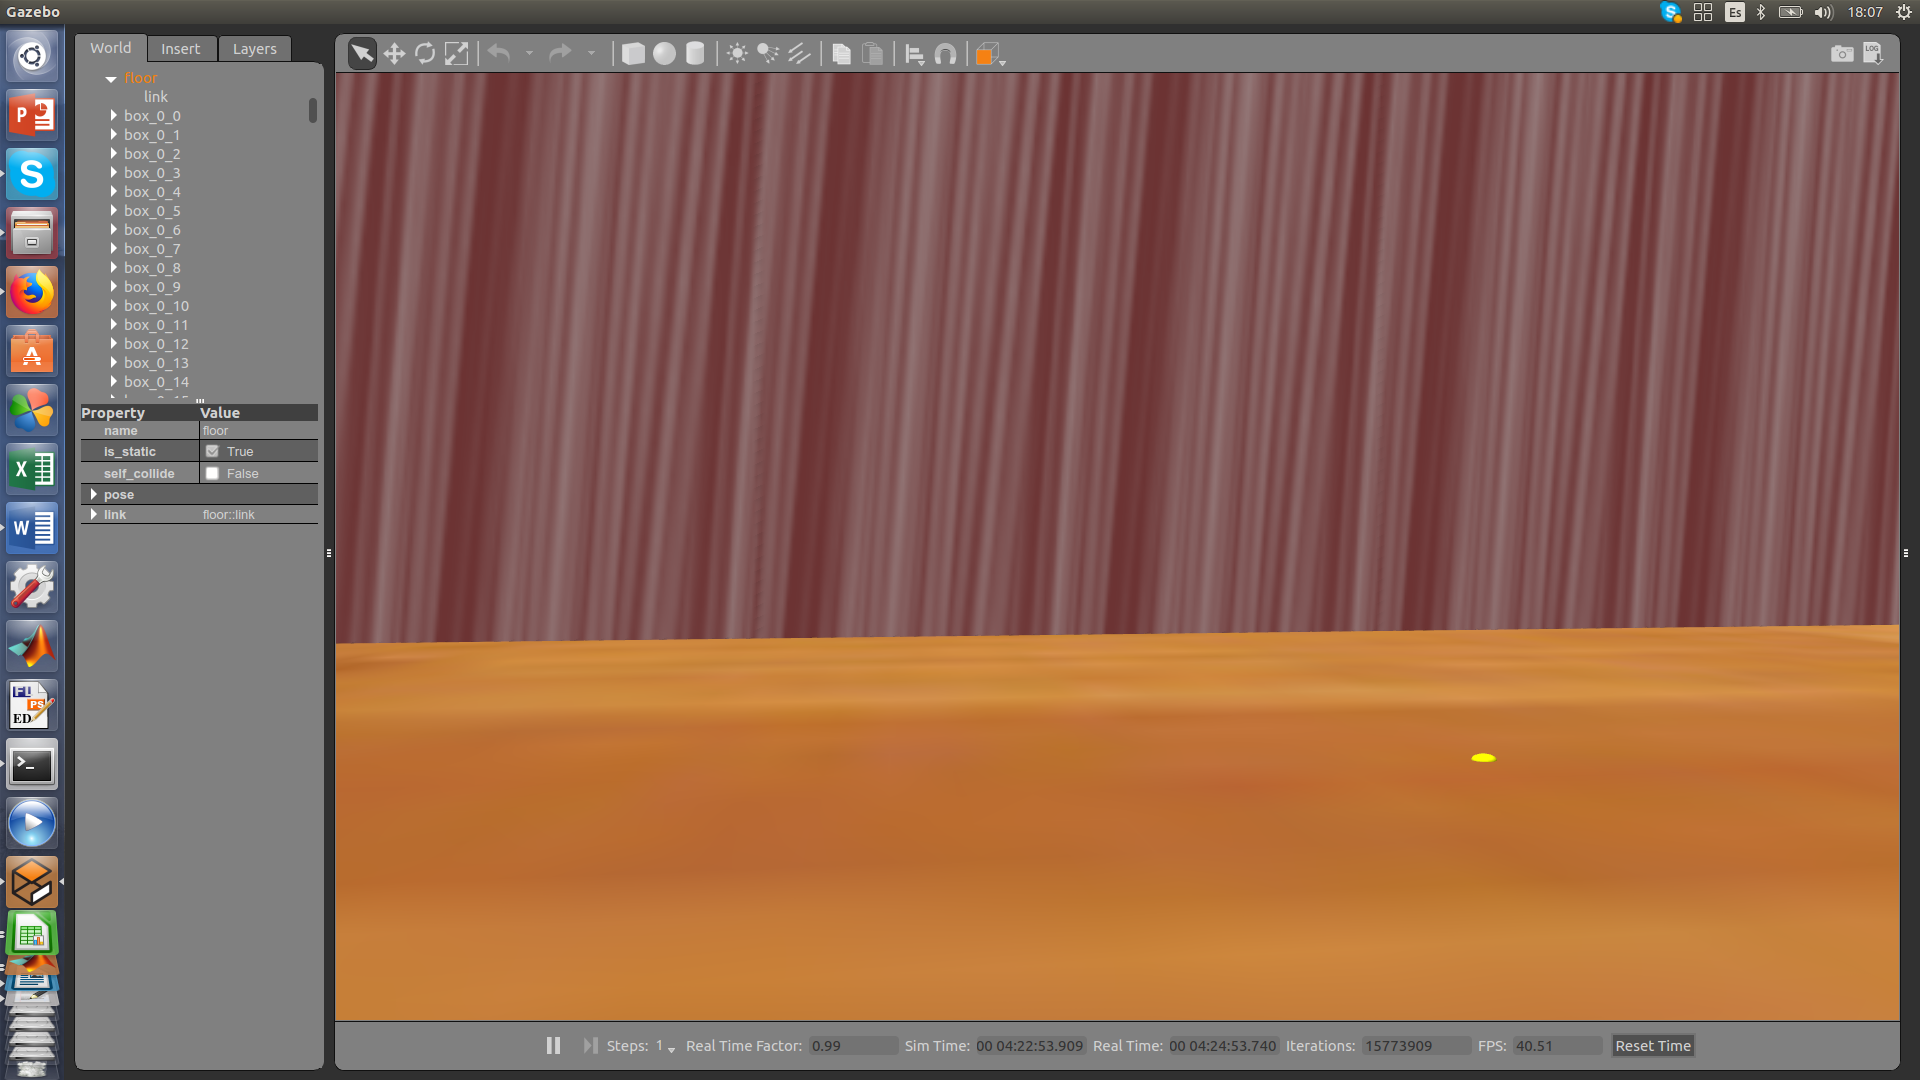 Gazebo
Es
18:07
World
Insert
Layers
LOG
floor
link
box_0_0
box_0_1
box_0_2
box_0_3
box_0_4
box_0_5
box_0_6
box_0_7
box_0_8
box_0_9
box_0_10
box_0_11
box_0_12
box_0_13
box_0_14
Property Value
name floor
is_static True
self_collide False
pose
link floor::link
P
S
A
X
W
PS
ED
>_
Steps: 1 Real Time Factor: 0.99 Sim Time: 00 04:22:53.909 Real Time: 00 04:24:53.740 Iterations: 15773909 FPS: 40.51 Reset Time